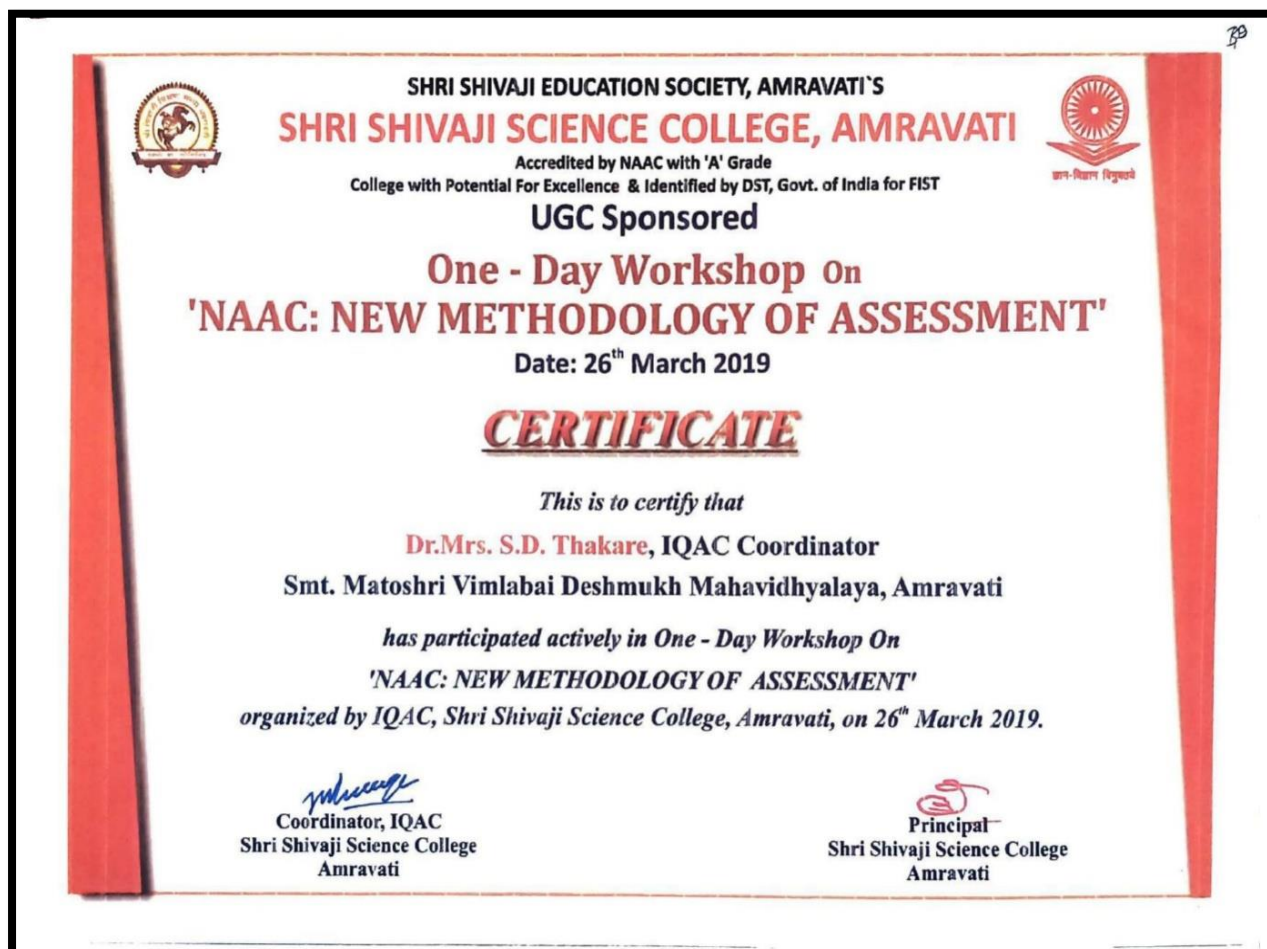 SHRI SHIVAJI EDUCATION SOCIETY, AMRAVATI`S
SHRI SHIVAJI SCIENCE COLLEGE, AMRAVATI
Accredited by NAAC with 'A' Grade
College with Potential For Excellence & Identified by DST, Govt. of India for FIST
ज्ञान-विज्ञान विमुक्तये
UGC Sponsored
One - Day Workshop On
'NAAC: NEW METHODOLOGY OF ASSESSMENT'
Date: 26th March 2019
CERTIFICATE
This is to certify that
Dr.Mrs. S.D. Thakare, IQAC Coordinator
Smt. Matoshri Vimlabai Deshmukh Mahavidhyalaya, Amravati
has participated actively in One - Day Workshop On
'NAAC: NEW METHODOLOGY OF ASSESSMENT'
organized by IQAC, Shri Shivaji Science College, Amravati, on 26th March 2019.
Coordinator, IQAC
Shri Shivaji Science College
Amravati
Principal
Shri Shivaji Science College
Amravati